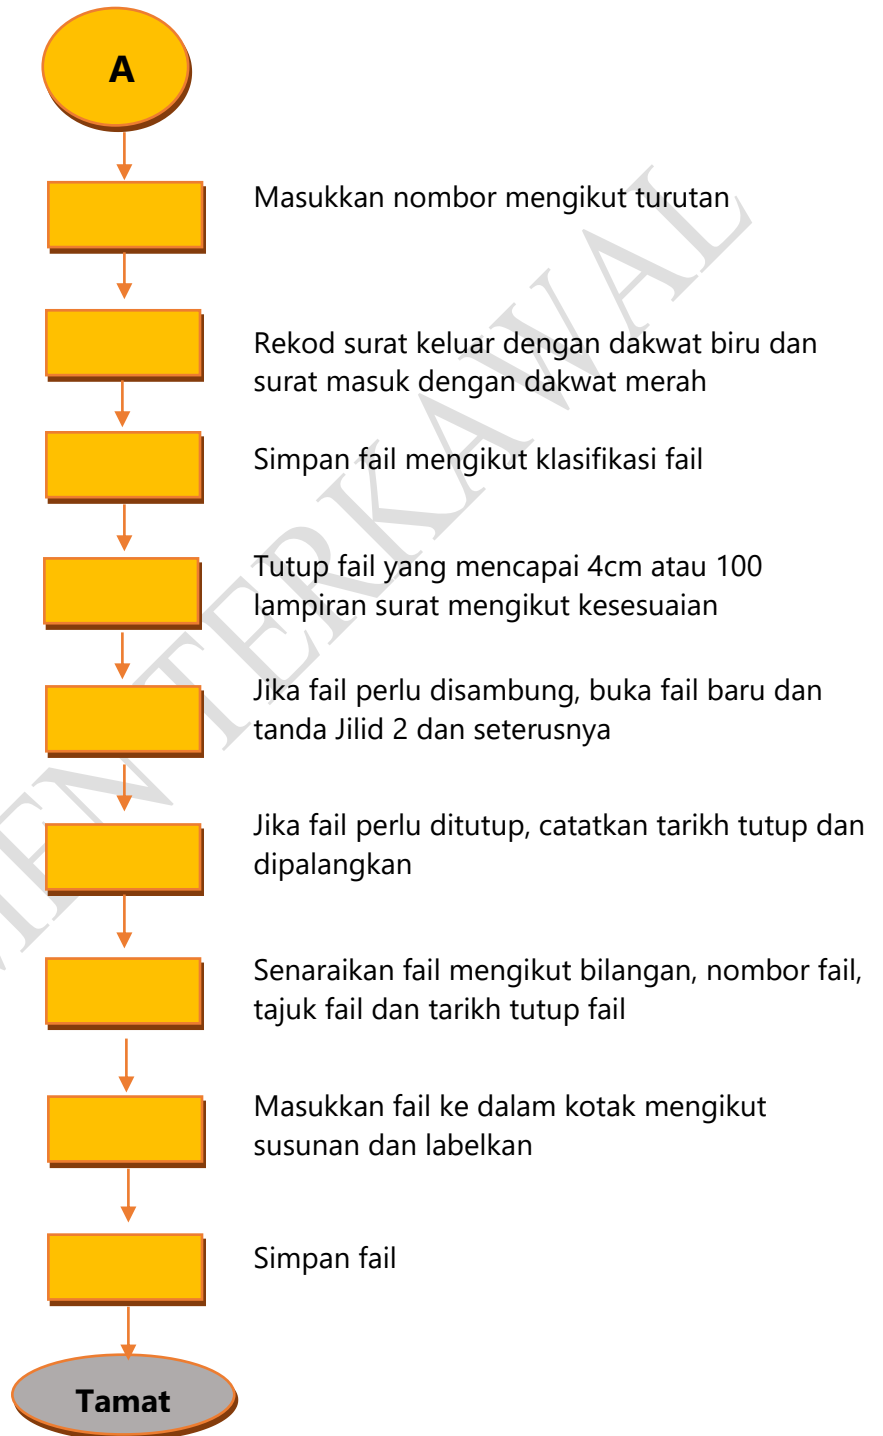 A
Masukkan nombor mengikut turutan
Rekod surat keluar dengan dakwat biru dan
surat masuk dengan dakwat merah
Simpan fail mengikut klasifikasi fail
Tutup fail yang mencapai 4cm atau 100
lampiran surat mengikut kesesuaian
Jika fail perlu disambung, buka fail baru dan
tanda Jilid 2 dan seterusnya
Jika fail perlu ditutup, catatkan tarikh tutup dan
dipalangkan
Senaraikan fail mengikut bilangan, nombor fail,
tajuk fail dan tarikh tutup fail
Masukkan fail ke dalam kotak mengikut
susunan dan labelkan
Simpan fail
Tamat
MEN TERKAWAL